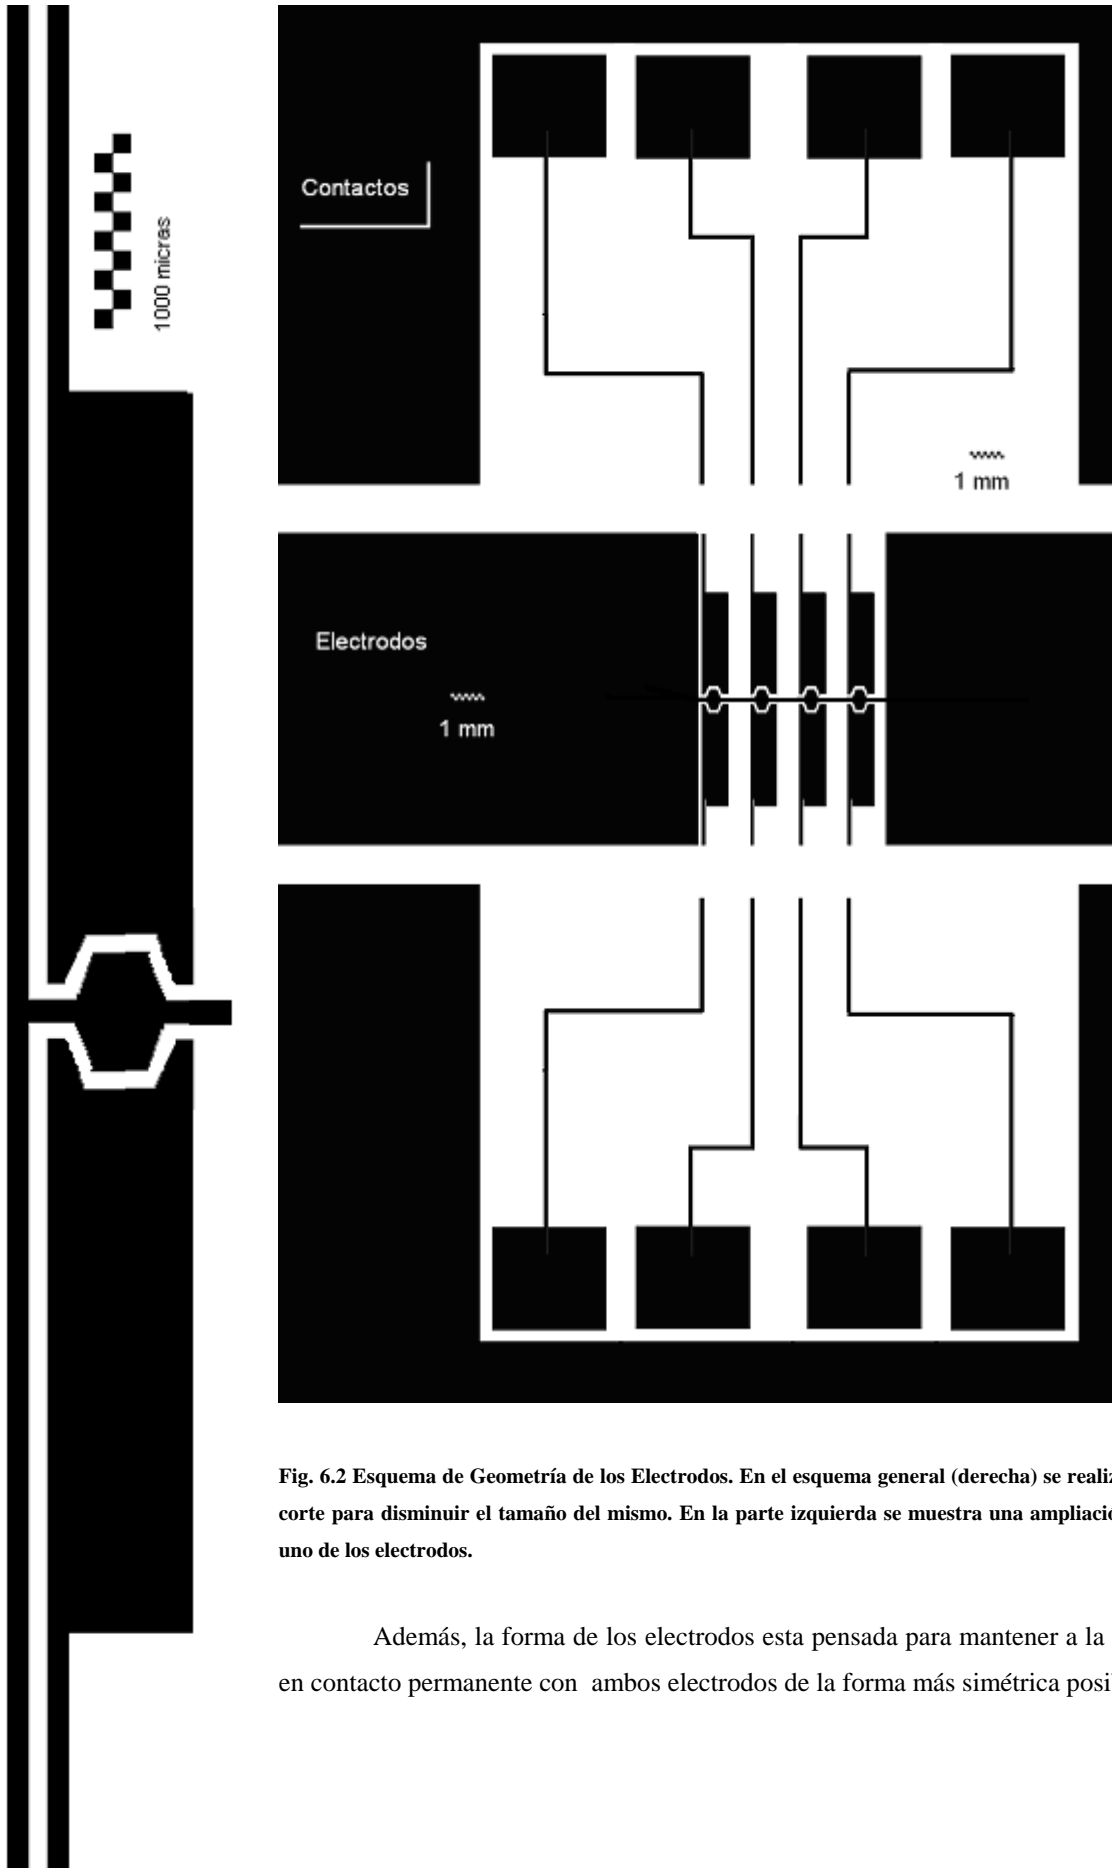 1000 micras
Contactos
1 mm
Electrodos
1 mm
Fig. 6.2 Esquema de Geometría de los Electrodos. En el esquema general (derecha) se
corte para disminuir el tamaño del mismo. En la parte izquierda se muestra una
uno de los electrodos.
Además, la forma de los electrodos esta pensada para mantener a la
en contacto permanente con ambos electrodos de la forma más simétrica